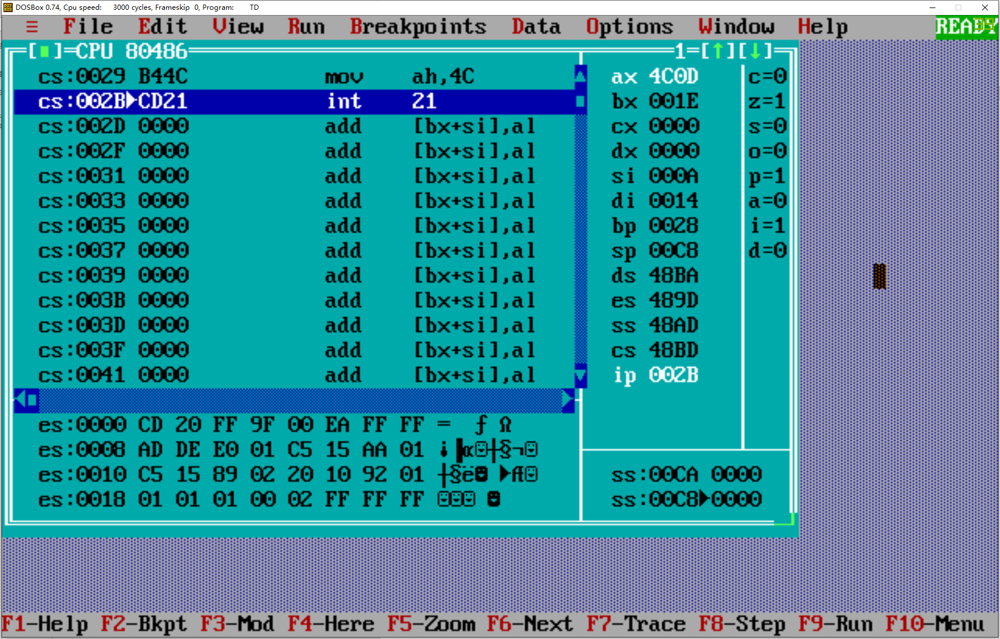 DOSBox 0.74, Cpu speed: 3000 cycles, Frameskip 0, Program: TD
≡ File Edit View Run Breakpoints Data Options Window Help READY
[■]=CPU 80486 1=[↑][↓]
cs:0029 B44C mov ah,4C ax 4C0D c=0
cs:002B►CD21 int 21 bx 001E z=1
cs:002D 0000 add [bx+si],al cx 0000 s=0
cs:002F 0000 add [bx+si],al dx 0000 o=0
cs:0031 0000 add [bx+si],al si 000A p=1
cs:0033 0000 add [bx+si],al di 0014 a=0
cs:0035 0000 add [bx+si],al bp 0028 i=1
cs:0037 0000 add [bx+si],al sp 00C8 d=0
cs:0039 0000 add [bx+si],al ds 48BA
cs:003B 0000 add [bx+si],al es 489D
cs:003D 0000 add [bx+si],al ss 48AD
cs:003F 0000 add [bx+si],al cs 48BD
cs:0041 0000 add [bx+si],al ip 002B
es:0000 CD 20 FF 9F 00 EA FF FF = ƒ Ω
es:0008 AD DE E0 01 C5 15 AA 01 ¡▐α☺┼§¬☺
es:0010 C5 15 89 02 20 10 92 01 ┼§ë☻ ►Æ☺ ss:00CA 0000
es:0018 01 01 01 00 02 FF FF FF ☺☺☺ ☻ ss:00C8►0000
F1-Help F2-Bkpt F3-Mod F4-Here F5-Zoom F6-Next F7-Trace F8-Step F9-Run F10-Menu